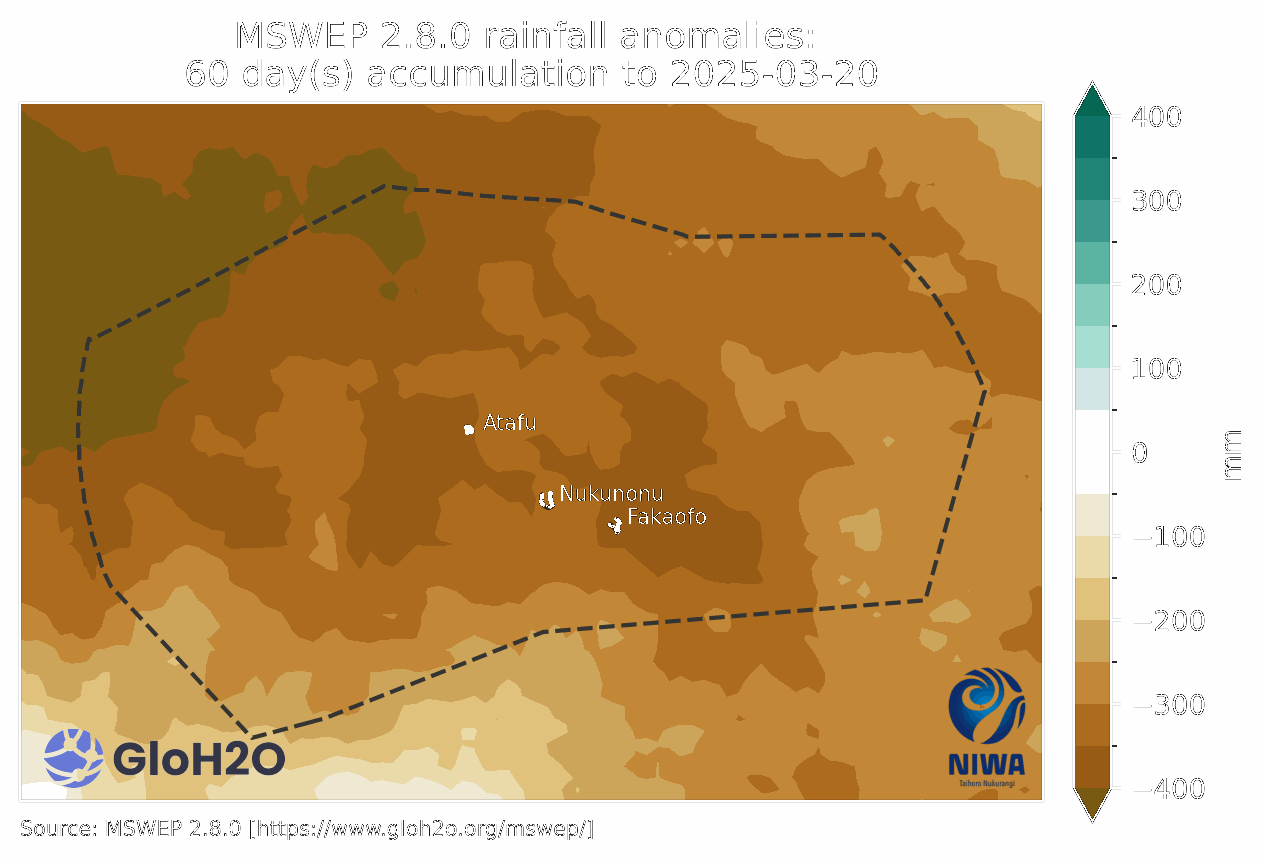 MSWEP 2.8.0 rainfall anomalies:
60 day(s) accumulation to 2025-03-20
400
300
200
100
0
−100
−200
−300
−400
mm
Atafu
Nukunonu
Fakaofo
GloH2O
NIWA
Taihoro Nukurangi
Source: MSWEP 2.8.0 [https://www.gloh2o.org/mswep/]